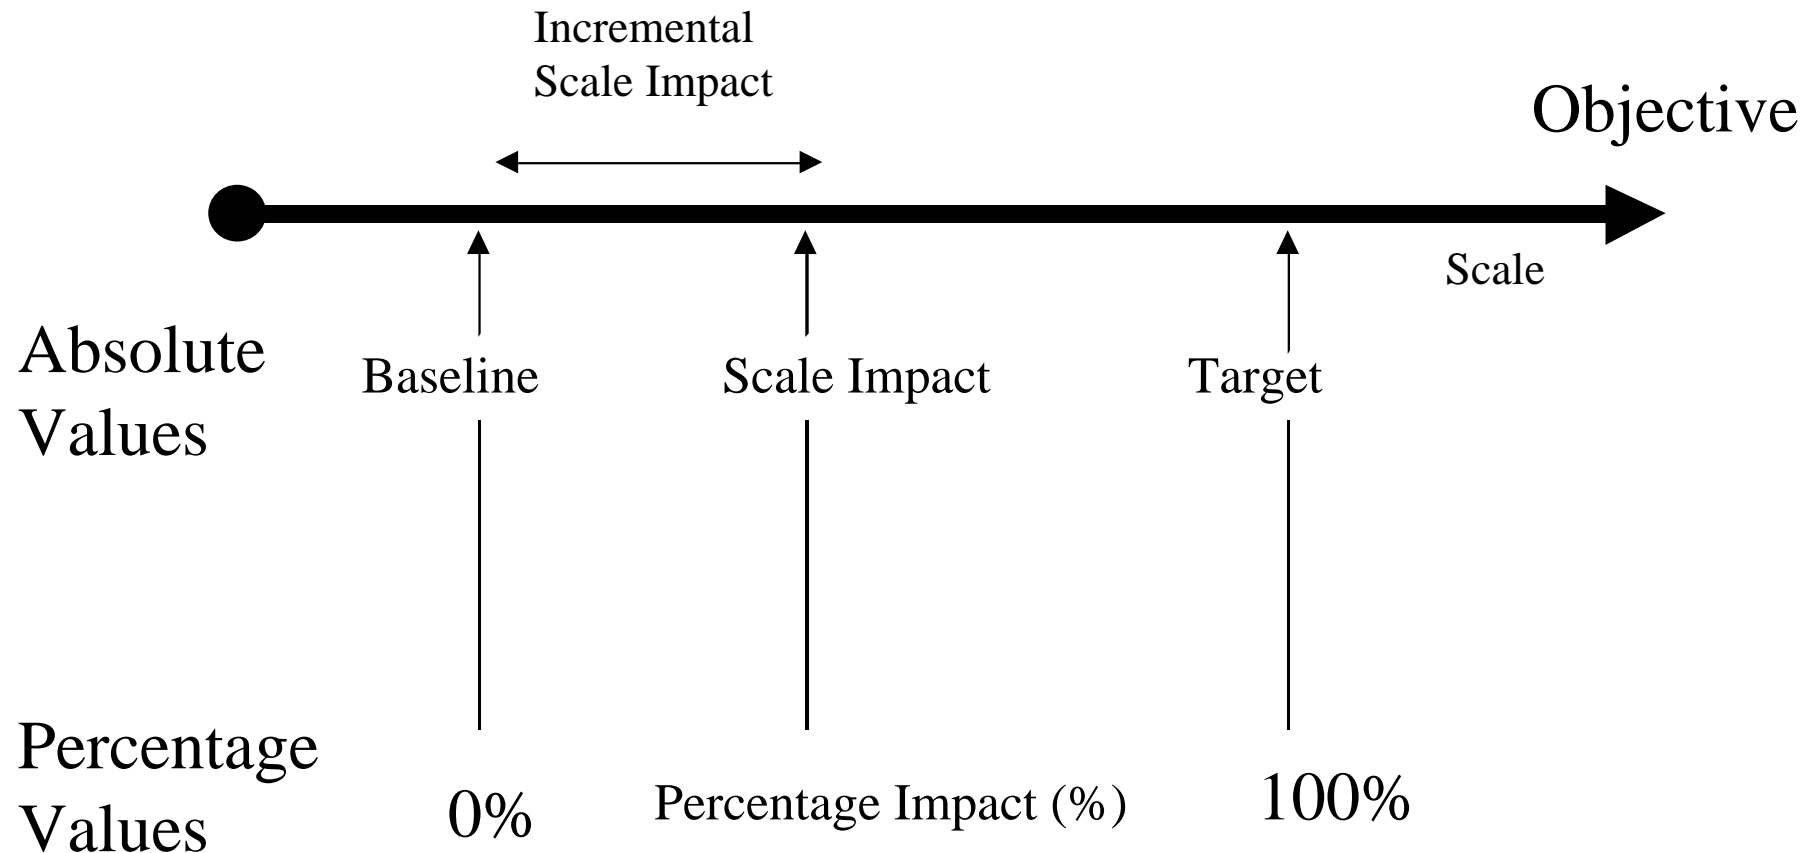 Incremental
Scale Impact
Objective
Scale
Absolute
Values
Baseline
Scale Impact
Target
Percentage
Values
0%
Percentage Impact (%)
100%